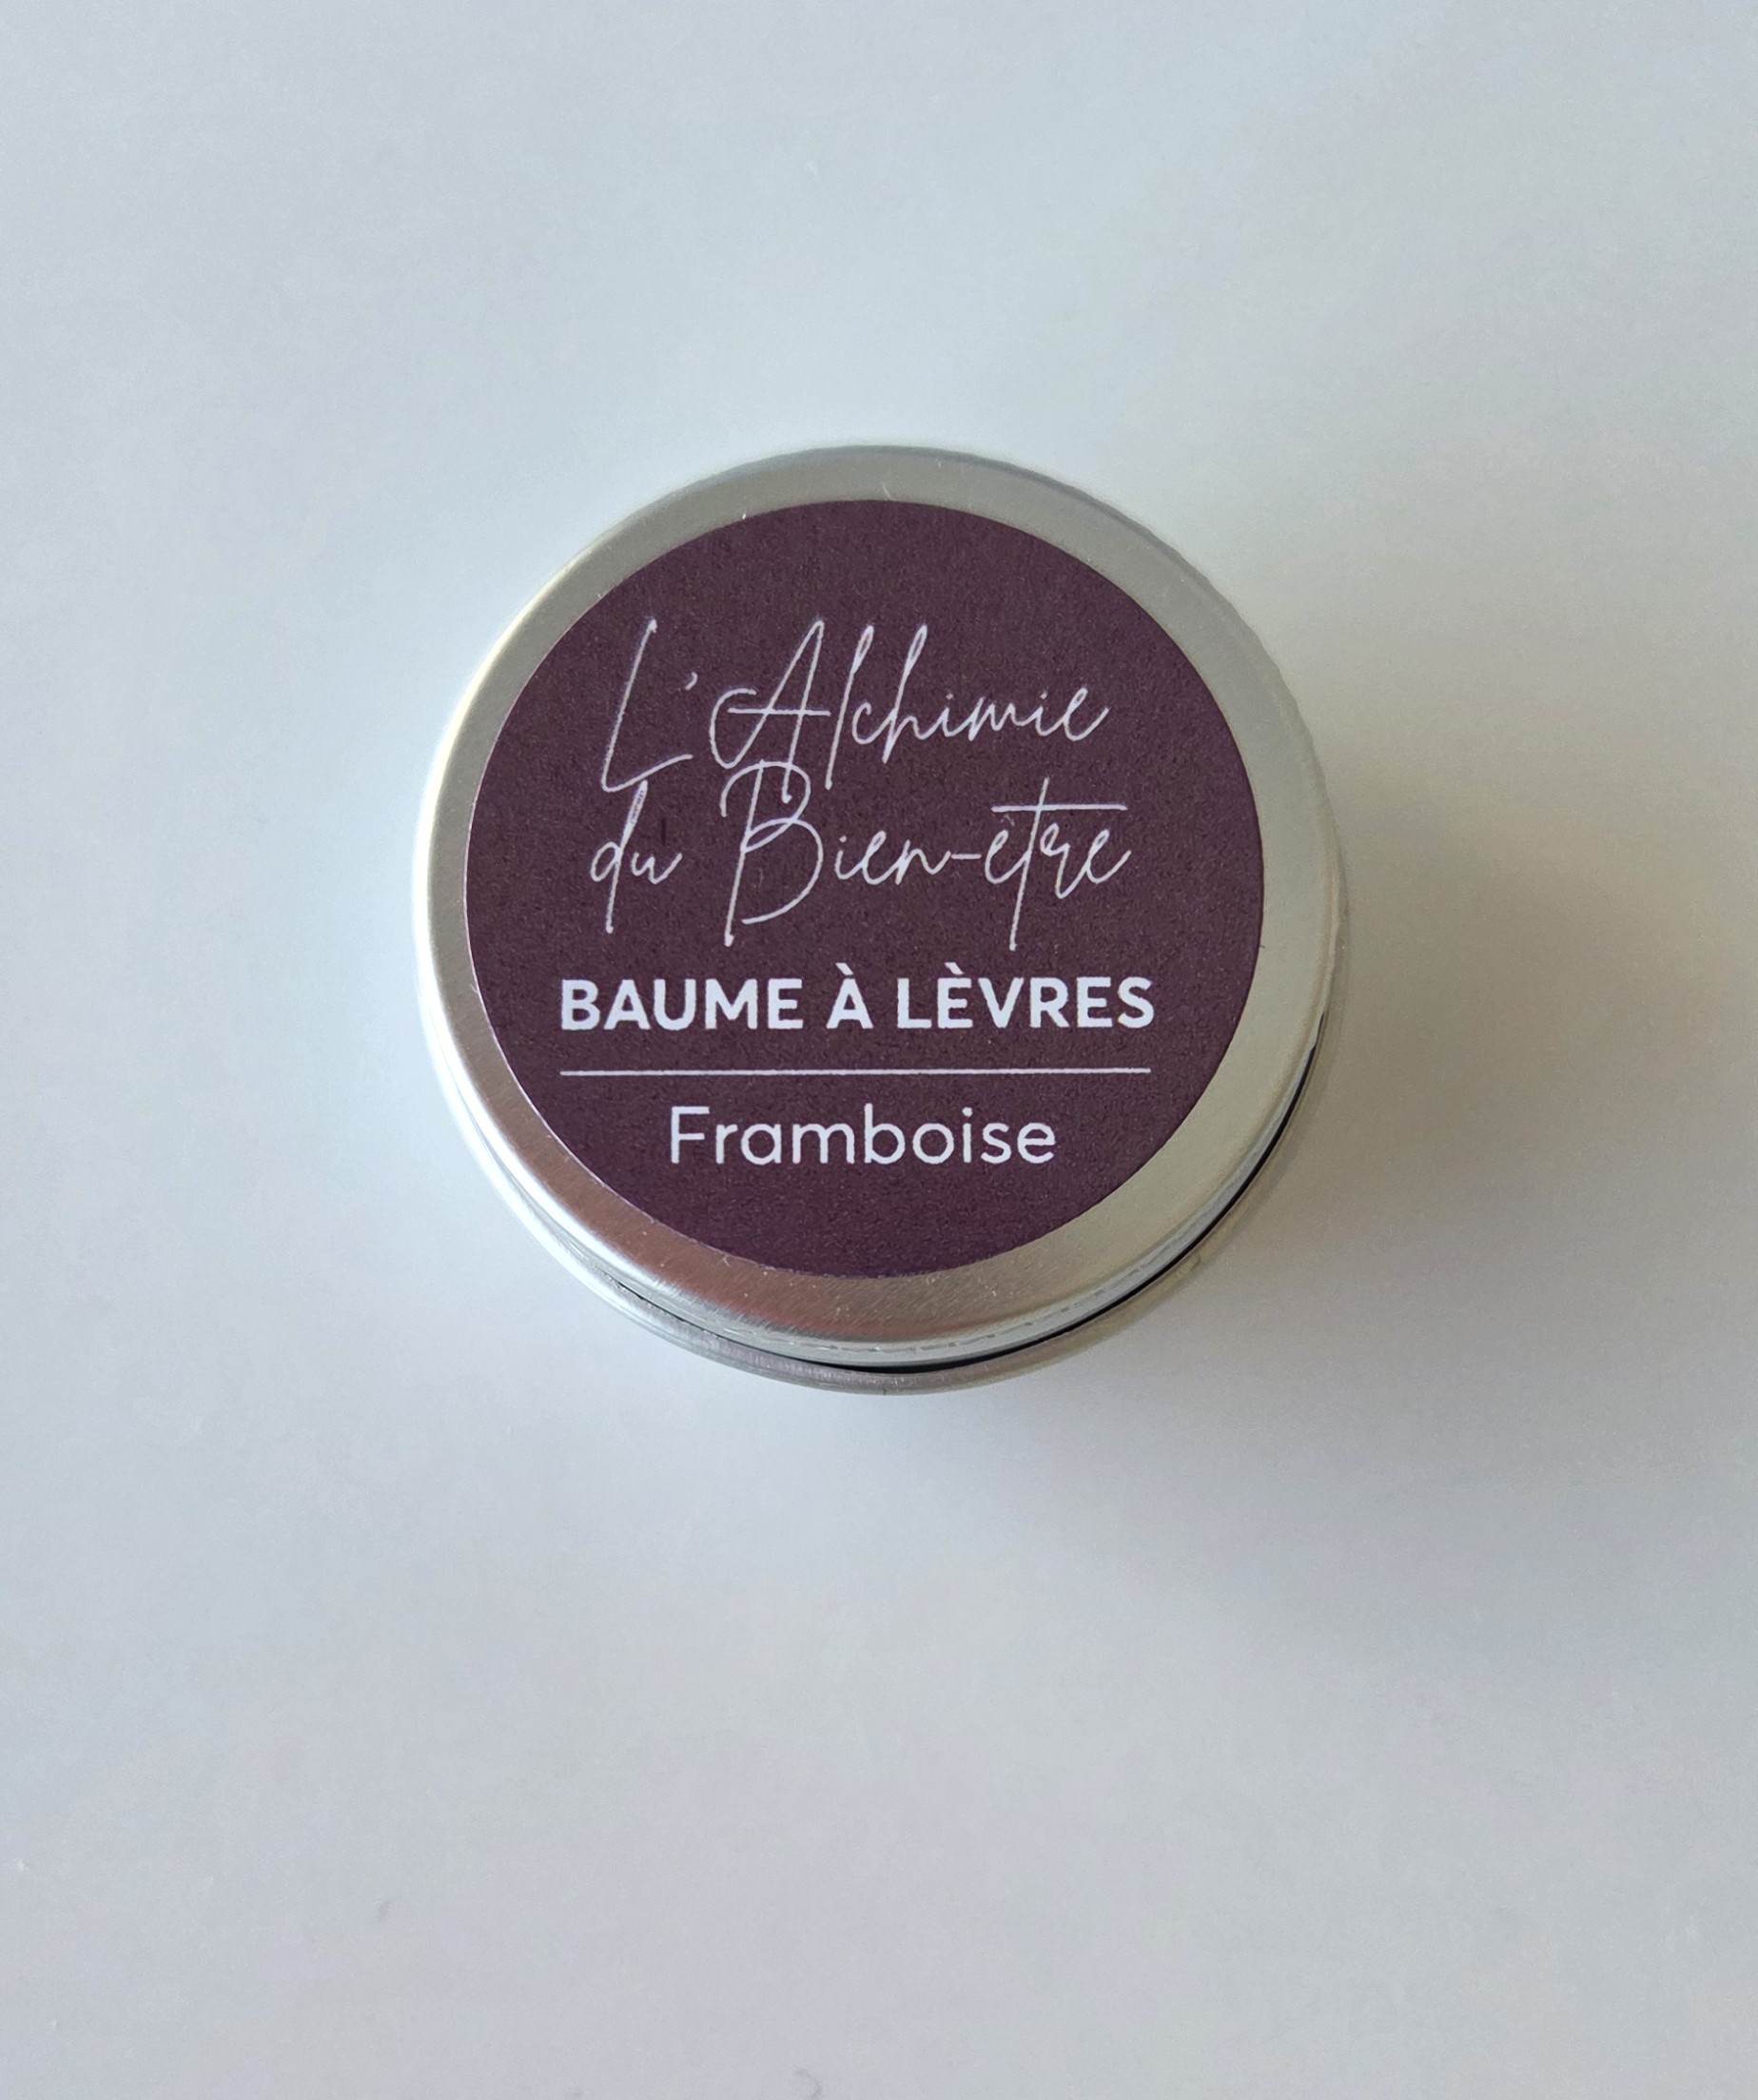 L'Alchimie
du Bien-être
BAUME À LÈVRES
Framboise